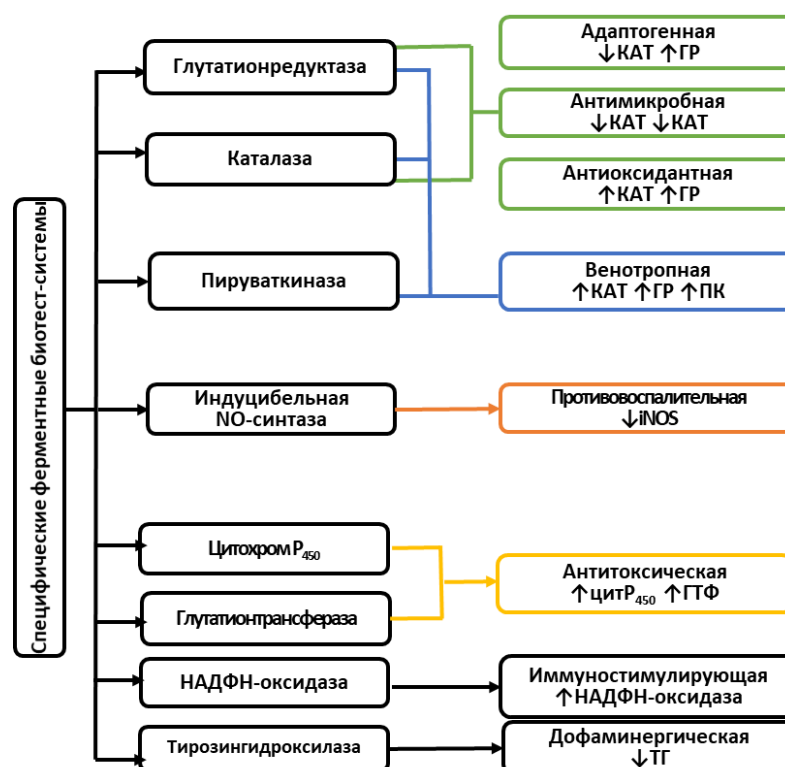 Специфические ферментные биотест-системы
Глутатионредуктаза
Каталаза
Пируваткиназа
Индуцибельная
NO-синтаза
Цитохром P450
Глутатионтрансфераза
НАДФН-оксидаза
Тирозингидроксилаза
Адаптогенная
↓КАТ ↑ГР
Антимикробная
↓КАТ ↓КАТ
Антиоксидантная
↑КАТ ↑ГР
Венотропная
↑КАТ ↑ГР ↑ПК
Противовоспалительная
↓iNOS
Антитоксическая
↑цитP450 ↑ГТФ
Иммуностимулирующая
↑НАДФН-оксидаза
Дофаминергическая
↓ТГ